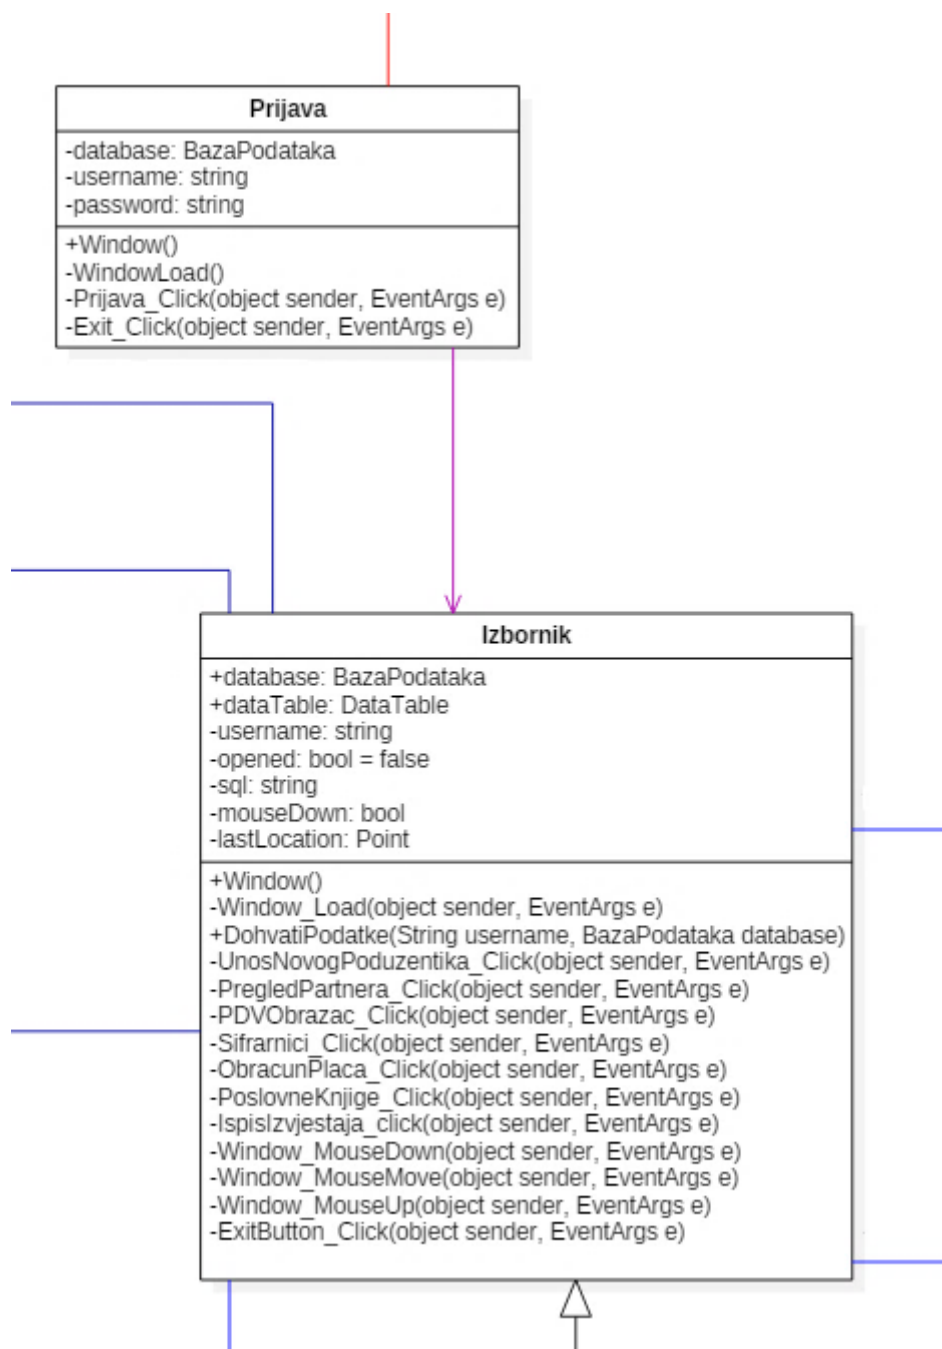 Prijava
-database: BazaPodataka
-username: string
-password: string
+Window()
-WindowLoad()
-Prijava_Click(object sender, EventArgs e)
-Exit_Click(object sender, EventArgs e)
Izbornik
+database: BazaPodataka
+dataTable: DataTable
-username: string
-opened: bool = false
-sql: string
-mouseDown: bool
-lastLocation: Point
+Window()
-Window_Load(object sender, EventArgs e)
+DohvatiPodatke(String username, BazaPodataka database)
-UnosNovogPoduzentika_Click(object sender, EventArgs e)
-PregledPartnera_Click(object sender, EventArgs e)
-PDVObrazac_Click(object sender, EventArgs e)
-Sifrarnici_Click(object sender, EventArgs e)
-ObracunPlaca_Click(object sender, EventArgs e)
-PoslovneKnjige_Click(object sender, EventArgs e)
-IspisIzvjestaja_click(object sender, EventArgs e)
-Window_MouseDown(object sender, EventArgs e)
-Window_MouseMove(object sender, EventArgs e)
-Window_MouseUp(object sender, EventArgs e)
-ExitButton_Click(object sender, EventArgs e)